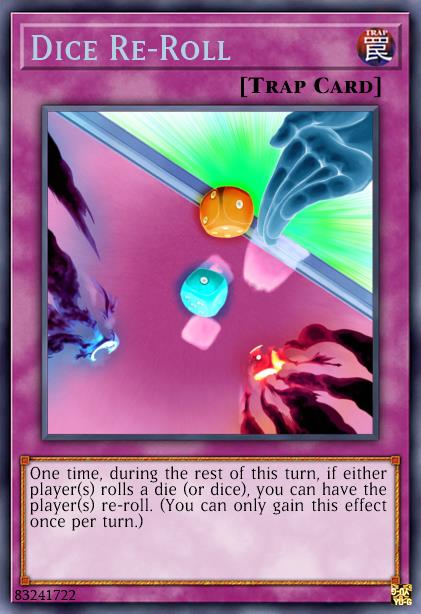 Dice Re-Roll
TRAP
罠
[Trap Card]
One time, during the rest of this turn, if either
player(s) rolls a die (or dice), you can have the
player(s) re-roll. (You can only gain this effect
once per turn.)
83241722